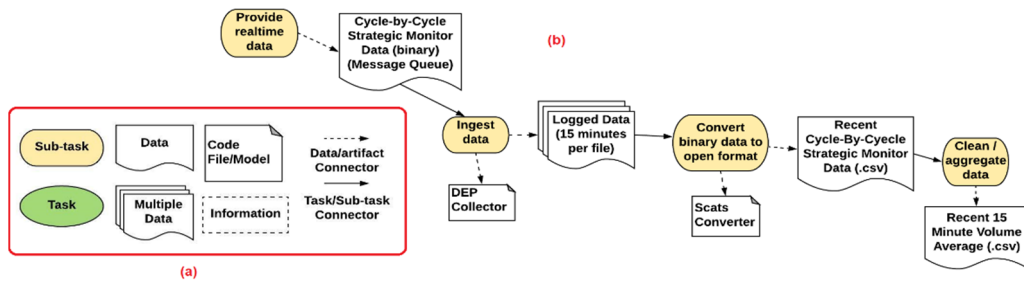 Provide
realtime
data
Cycle-by-Cycle
Strategic Monitor
Data (binary)
(Message Queue)
(b)
Ingest
data
Logged Data
(15 minutes
per file)
Convert
binary data to
open format
Recent
Cycle-By-Cyecle
Strategic Monitor
Data (.csv)
Clean /
aggregate
data
DEP
Collector
Scats
Converter
Recent 15
Minute Volume
Average (.csv)
Sub-task
Data
Code
File/Model
Data/artifact
Connector
Task
Multiple
Data
Information
Task/Sub-task
Connector
(a)